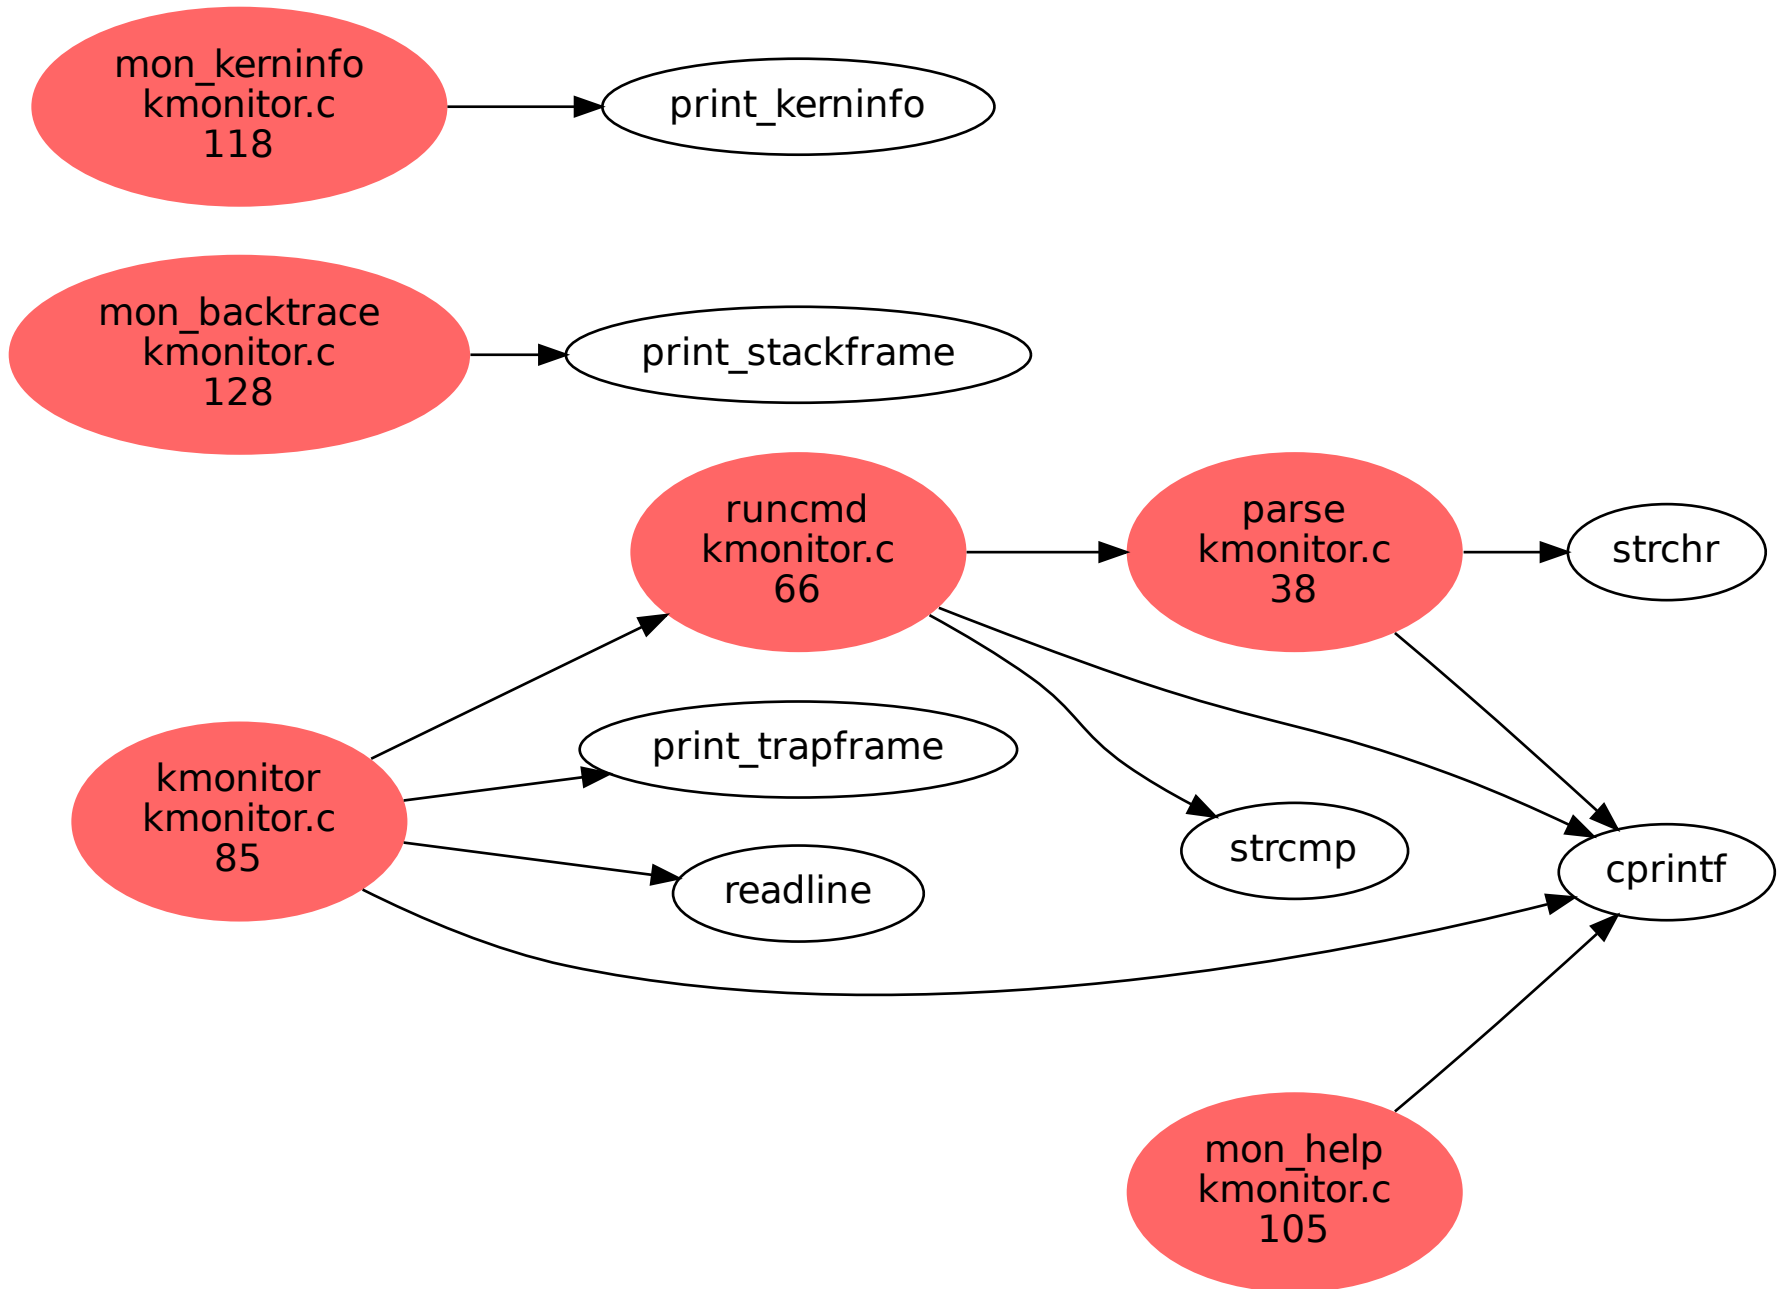 mon_kerninfo
kmonitor.c
118
print_kerninfo
mon_backtrace
kmonitor.c
128
print_stackframe
runcmd
kmonitor.c
66
parse
kmonitor.c
38
strchr
kmonitor
kmonitor.c
85
print_trapframe
readline
strcmp
cprintf
mon_help
kmonitor.c
105